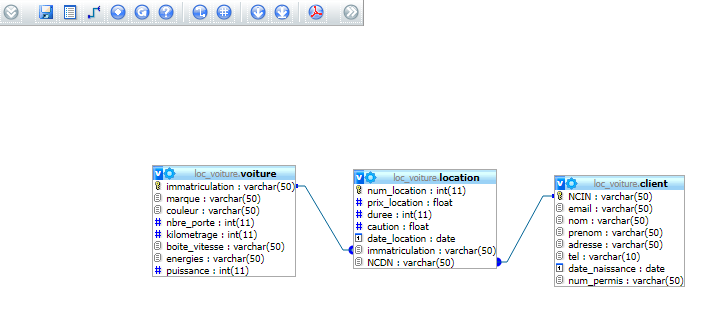 loc_voiture.voiture
immatriculation : varchar(50)
marque : varchar(50)
couleur : varchar(50)
nbre_porte : int(11)
kilometrage : int(11)
boite_vitesse : varchar(50)
energies : varchar(50)
puissance : int(11)
loc_voiture.location
num_location : int(11)
prix_location : float
duree : int(11)
caution : float
date_location : date
immatriculation : varchar(50)
NCDN : varchar(50)
loc_voiture.client
NCIN : varchar(50)
email : varchar(50)
nom : varchar(50)
prenom : varchar(50)
adresse : varchar(50)
tel : varchar(10)
date_naissance : date
num_permis : varchar(50)